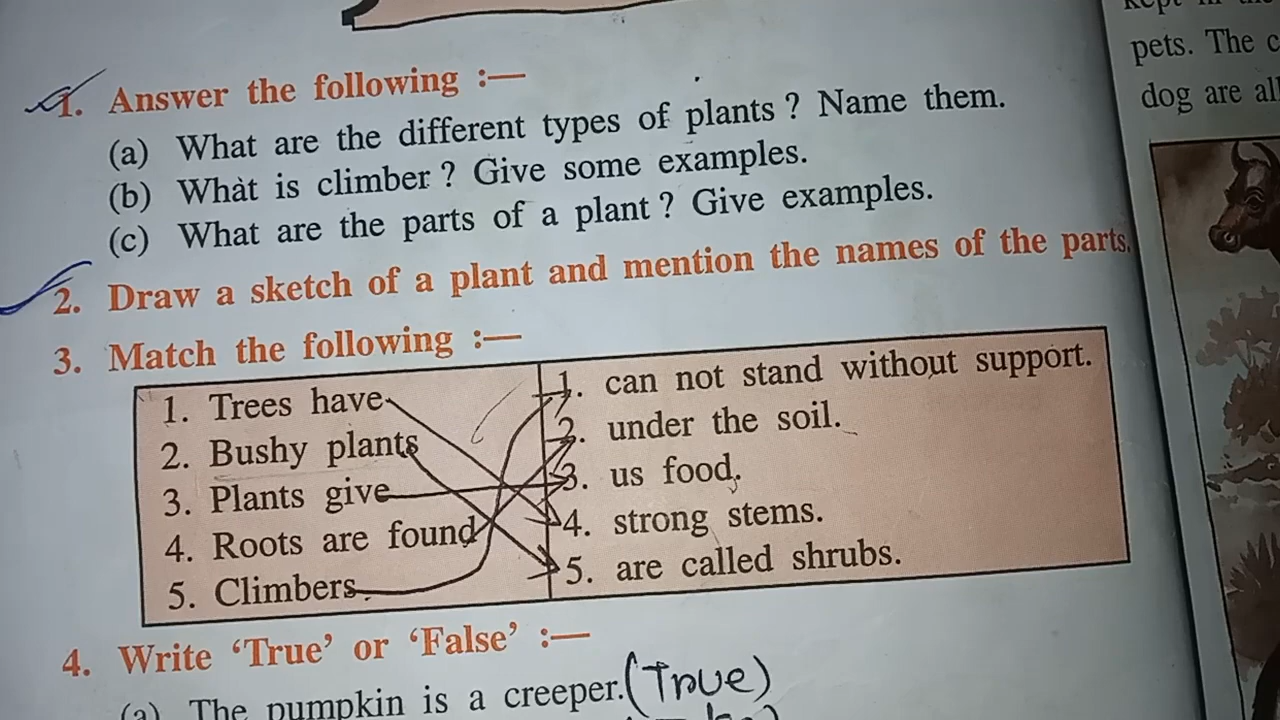 kept in the
pets. The c
dog are all
1. Answer the following :—
(a) What are the different types of plants ? Name them.
(b) What is climber ? Give some examples.
(c) What are the parts of a plant ? Give examples.
2. Draw a sketch of a plant and mention the names of the parts.
3. Match the following :—
1. Trees have 1. can not stand without support.
2. Bushy plants 2. under the soil.
3. Plants give 3. us food.
4. Roots are found 4. strong stems.
5. Climbers 5. are called shrubs.
4. Write ‘True’ or ‘False’ :—
(a) The pumpkin is a creeper. (True)